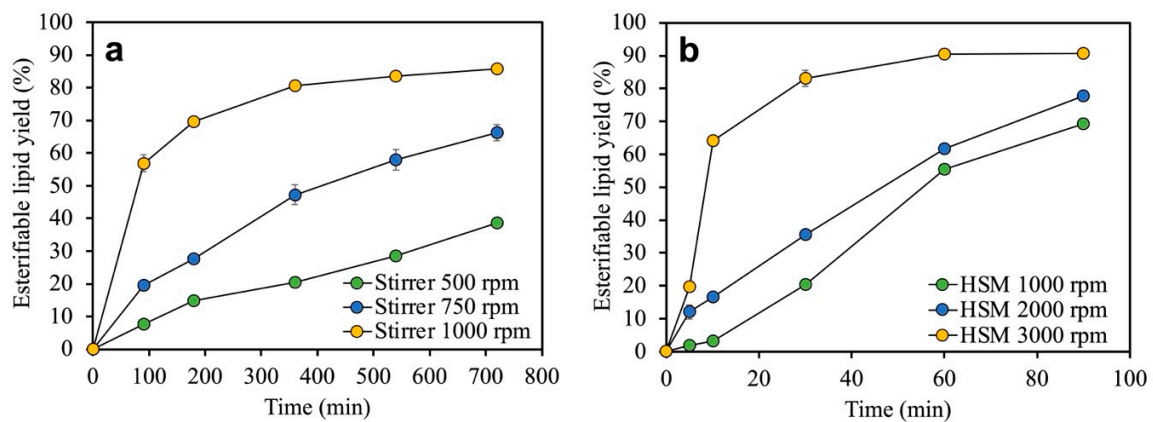 a
Esterifiable lipid yield (%)
100
90
80
70
60
50
40
30
20
10
0
Stirrer 500 rpm
Stirrer 750 rpm
Stirrer 1000 rpm
0 100 200 300 400 500 600 700 800
Time (min)
b
Esterifiable lipid yield (%)
100
90
80
70
60
50
40
30
20
10
0
HSM 1000 rpm
HSM 2000 rpm
HSM 3000 rpm
0 20 40 60 80 100
Time (min)